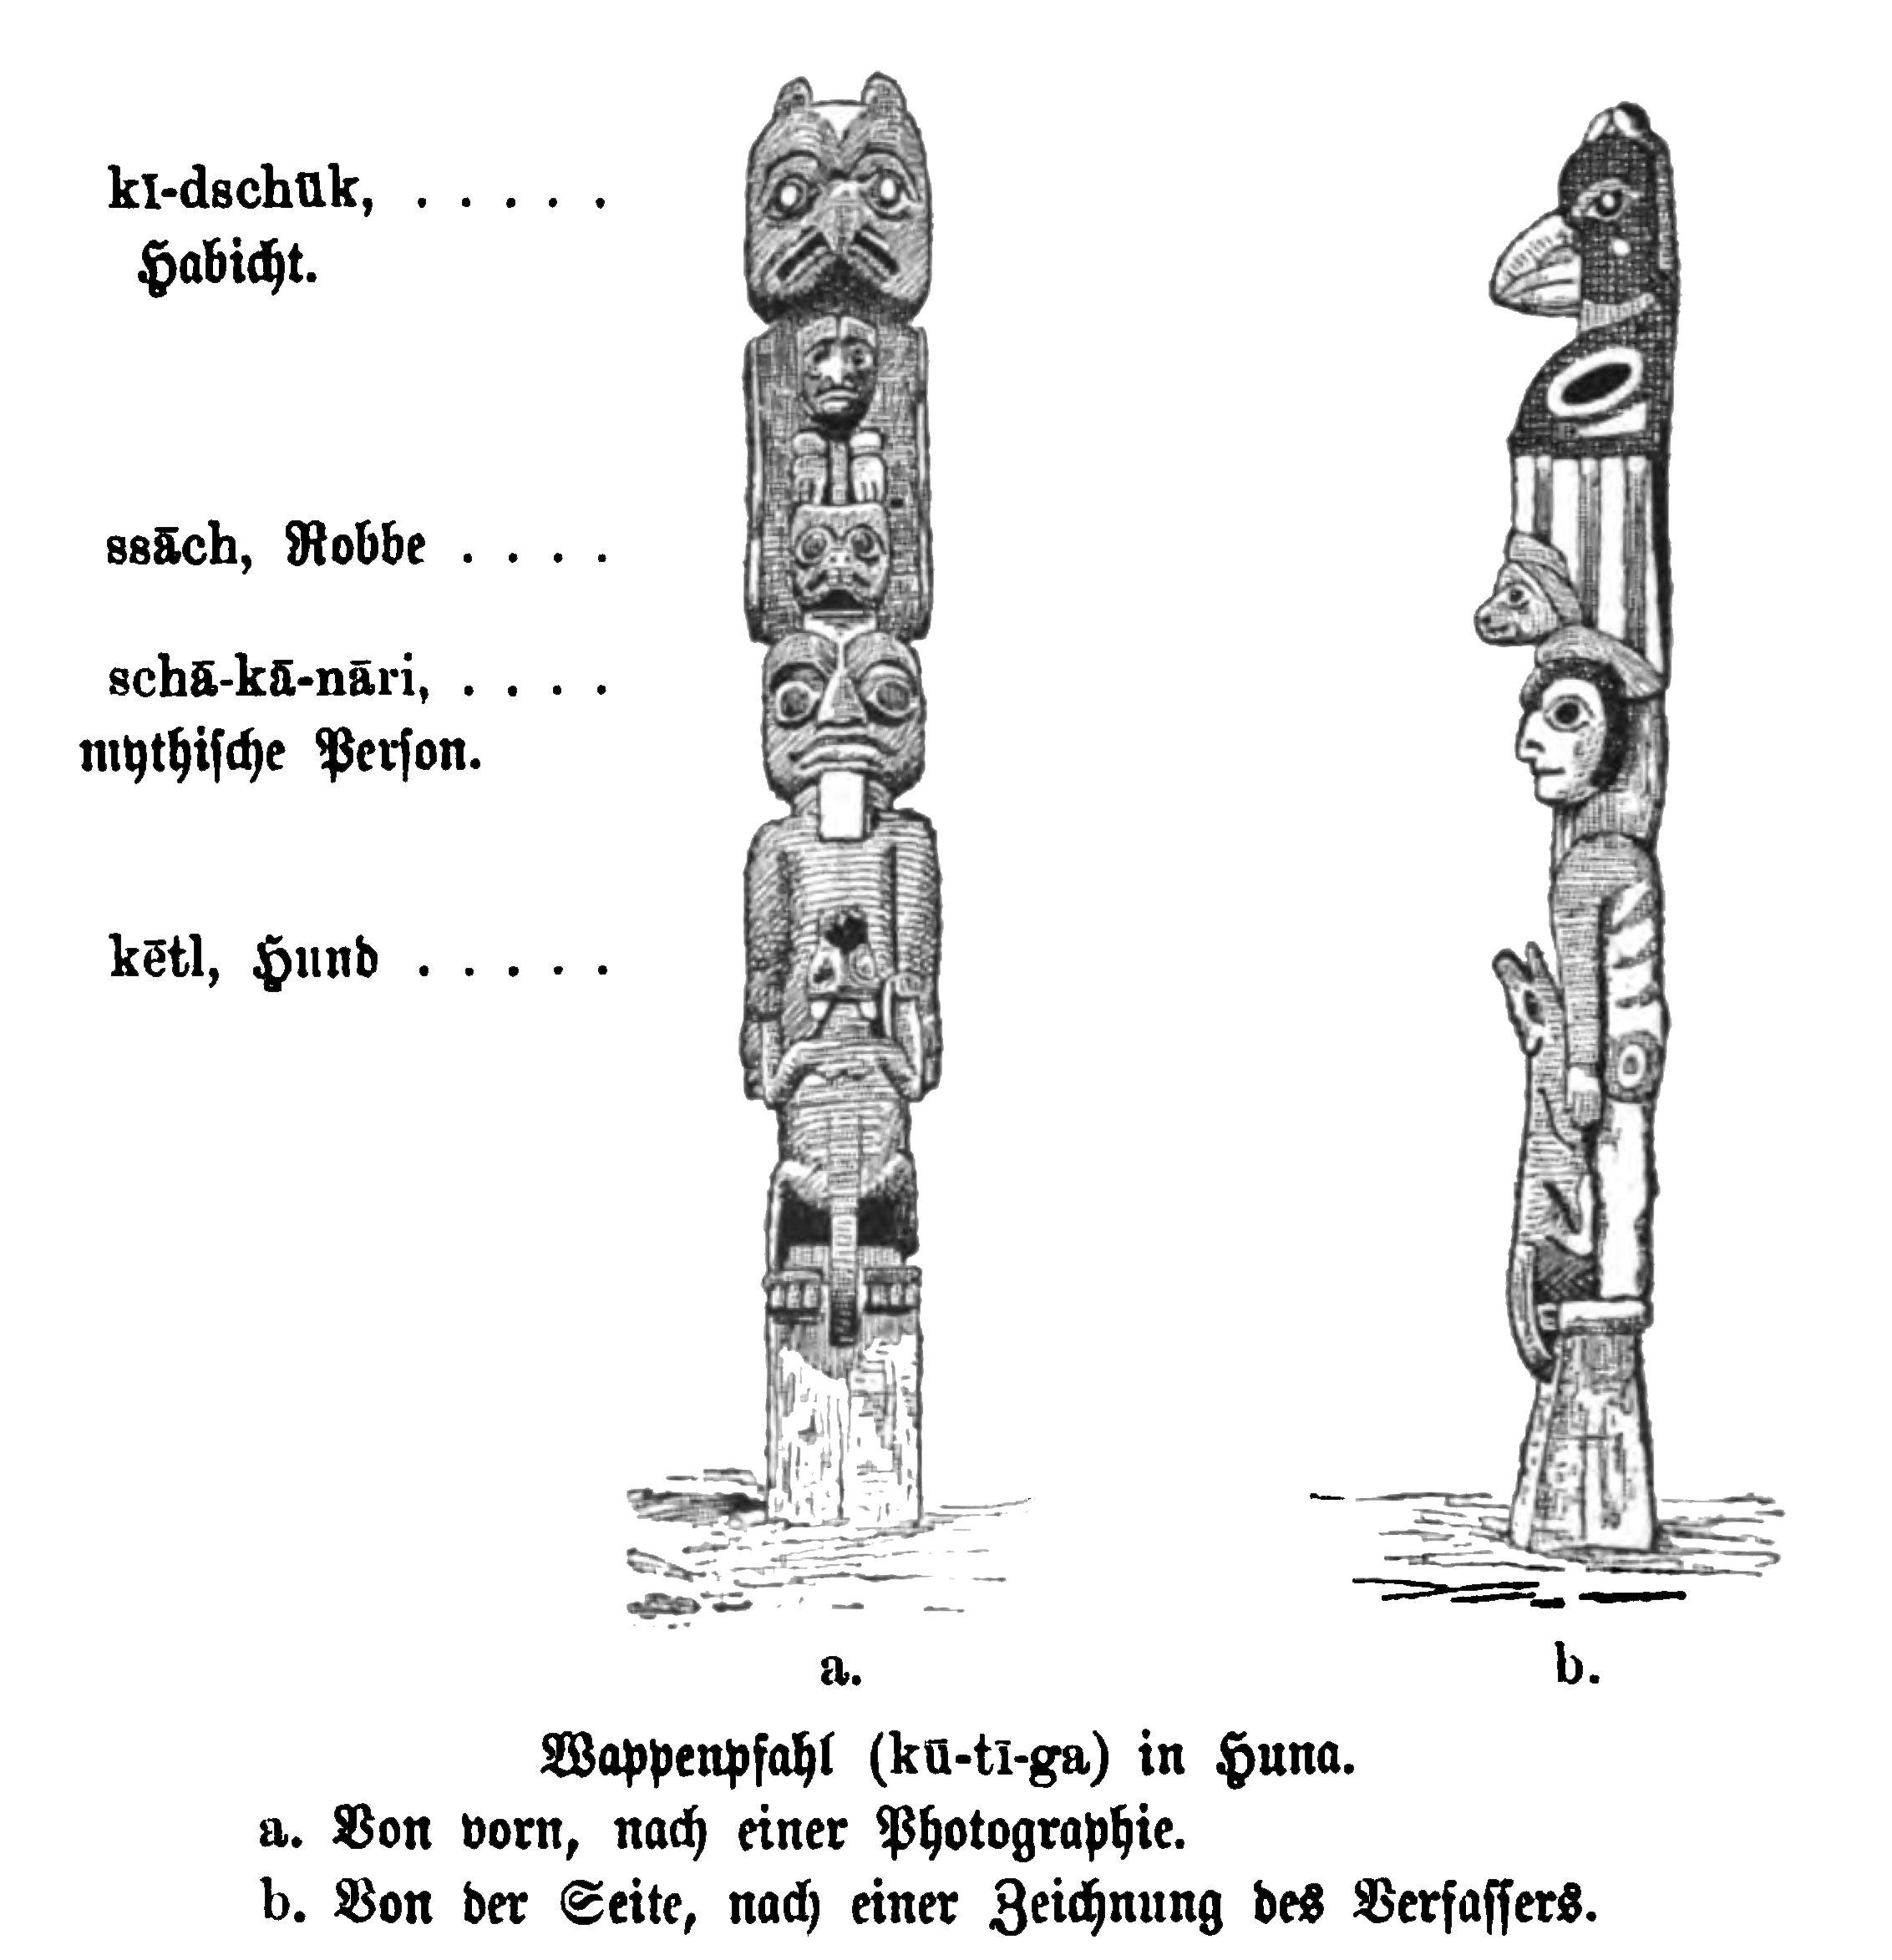 kī-dschūk, . . . . .
Habicht.
ssāch, Robbe . . . .
schā-kā-nāri, . . . .
mythiſche Perſon.
kētl, Hund . . . . .
a. b.
Wappenpfahl (kū-tī-ga) in Huna.
a. Von vorn, nach einer Photographie.
b. Von der Seite, nach einer Zeichnung des Verfaſſers.